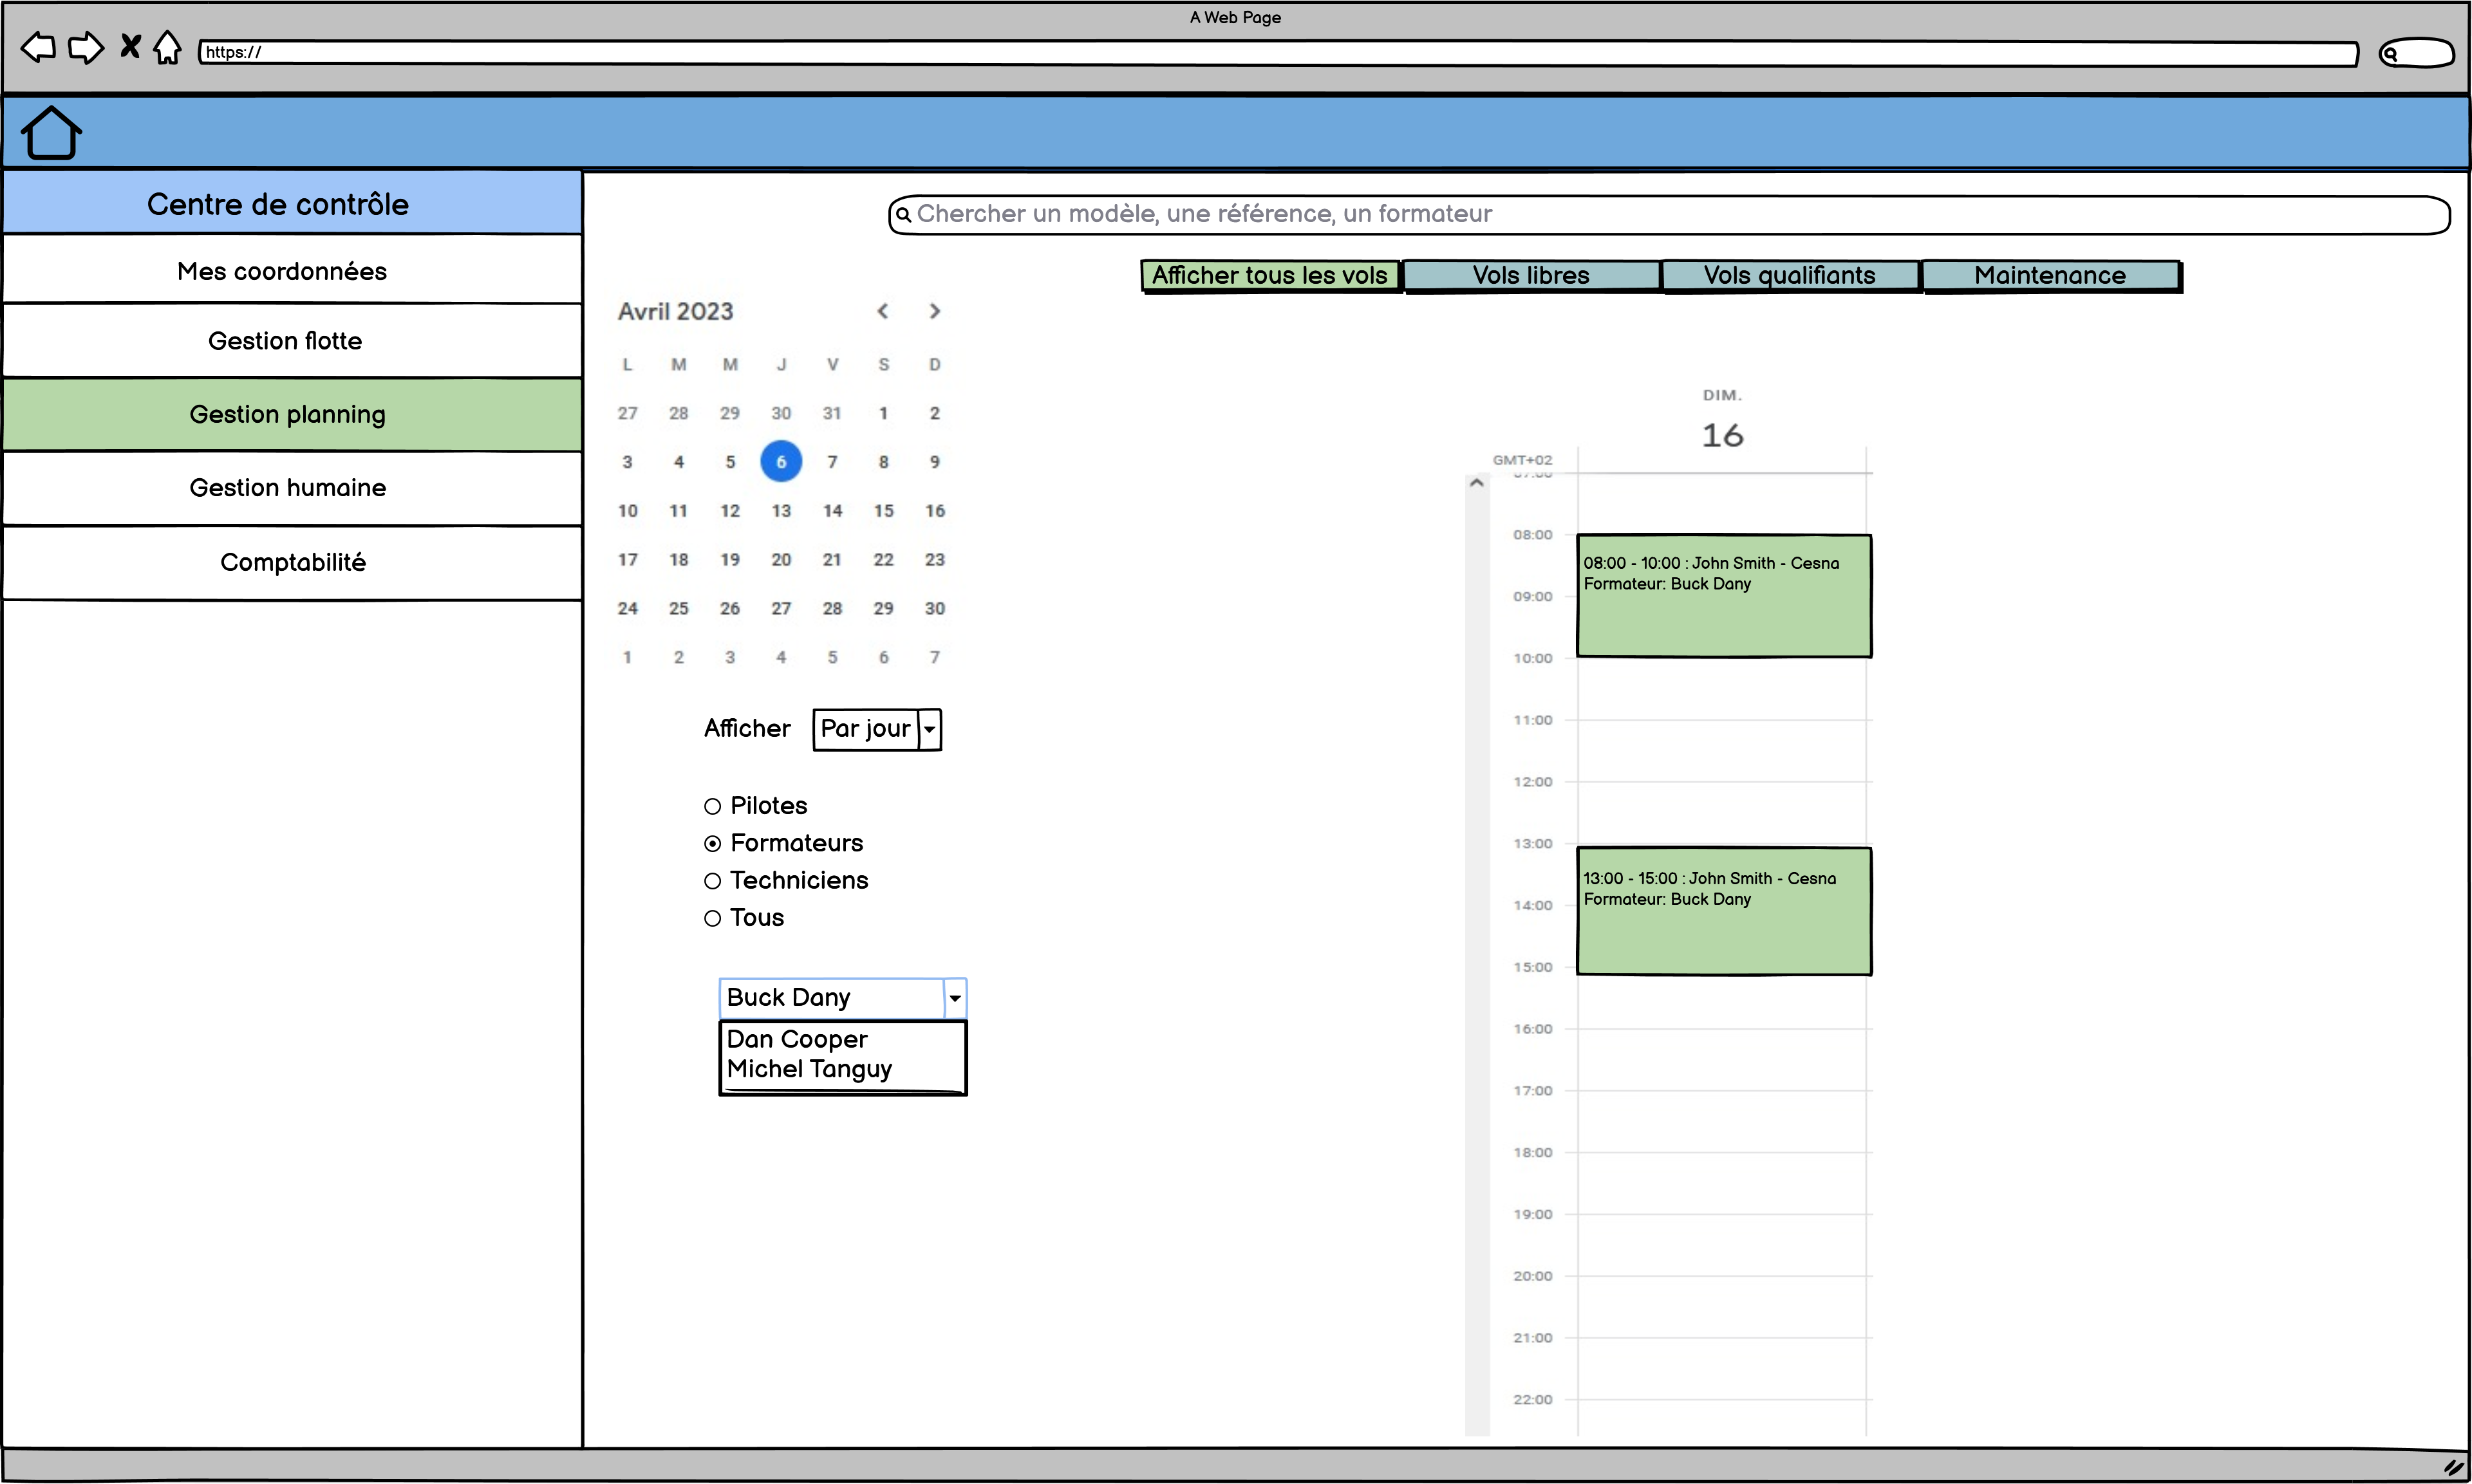 A Web Page
https://
Centre de contrôle
Mes coordonnées
Gestion flotte
Gestion planning
Gestion humaine
Comptabilité
Chercher un modèle, une référence, un formateur
Afficher tous les vols
Vols libres
Vols qualifiants
Maintenance
Avril 2023
L M M J V S D
27 28 29 30 31 1 2
3 4 5 6 7 8 9
10 11 12 13 14 15 16
17 18 19 20 21 22 23
24 25 26 27 28 29 30
1 2 3 4 5 6 7
Afficher Par jour
Pilotes
Formateurs
Techniciens
Tous
Buck Dany
Dan Cooper
Michel Tanguy
DIM.
16
GMT+02
07:00
08:00
08:00 - 10:00 : John Smith - Cesna
Formateur: Buck Dany
09:00
10:00
11:00
12:00
13:00
13:00 - 15:00 : John Smith - Cesna
Formateur: Buck Dany
14:00
15:00
16:00
17:00
18:00
19:00
20:00
21:00
22:00